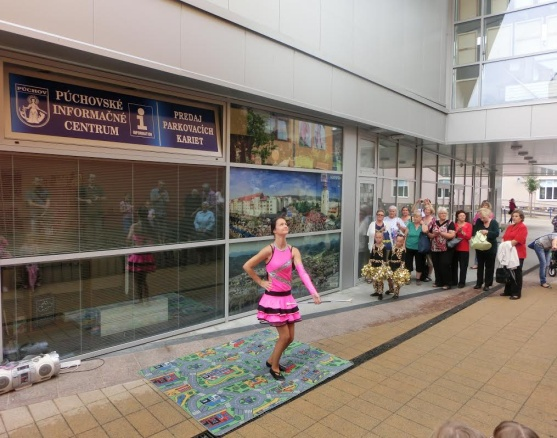 PÚCHOV
PÚCHOVSKÉ
INFORMAČNÉ
CENTRUM
i
PREDAJ
PARKOVACÍCH
KARIET